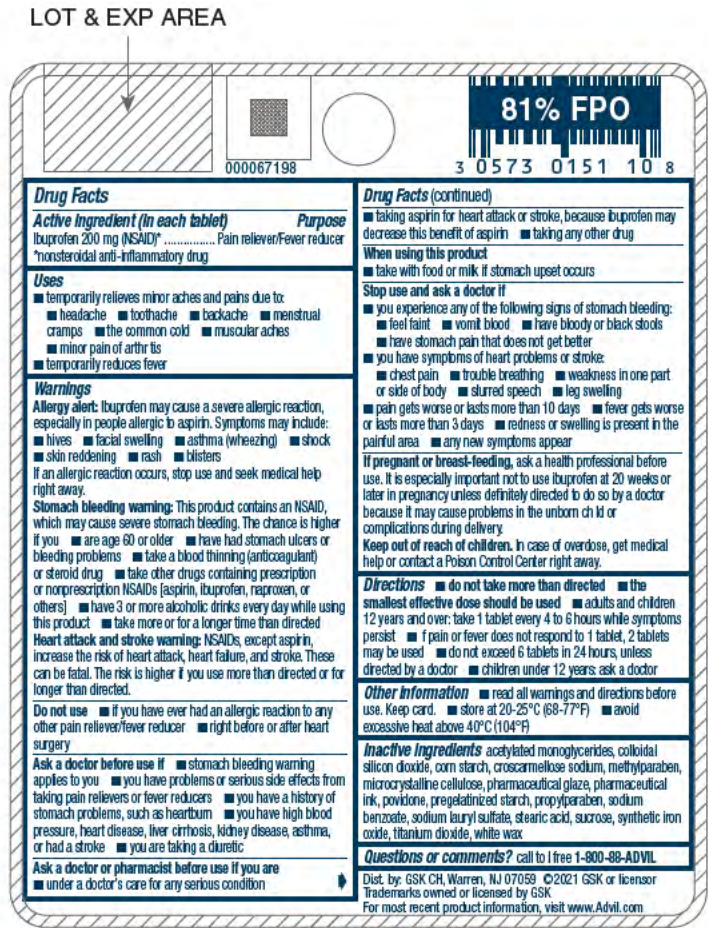 LOT & EXP AREA
81% FPO
000067198
3 0573 0151 10 8
Drug Facts
Active Ingredient (In each tablet) Purpose
Ibuprofen 200 mg (NSAID)* ................ Pain reliever/Fever reducer
*nonsteroidal anti-inflammatory drug
Uses
■ temporarily relieves minor aches and pains due to:
■ headache ■ toothache ■ backache ■ menstrual
cramps ■ the common cold ■ muscular aches
■ minor pain of arthr tis
■ temporarily reduces fever
Warnings
Allergy alert: Ibuprofen may cause a severe allergic reaction,
especially in people allergic to aspirin. Symptoms may include:
■ hives ■ facial swelling ■ asthma (wheezing) ■ shock
■ skin reddening ■ rash ■ blisters
If an allergic reaction occurs, stop use and seek medical help
right away.
Stomach bleeding warning: This product contains an NSAID,
which may cause severe stomach bleeding. The chance is higher
if you ■ are age 60 or older ■ have had stomach ulcers or
bleeding problems ■ take a blood thinning (anticoagulant)
or steroid drug ■ take other drugs containing prescription
or nonprescription NSAIDs [aspirin, ibuprofen, naproxen, or
others] ■ have 3 or more alcoholic drinks every day while using
this product ■ take more or for a longer time than directed
Heart attack and stroke warning: NSAIDs, except aspirin,
increase the risk of heart attack, heart failure, and stroke. These
can be fatal. The risk is higher if you use more than directed or for
longer than directed.
Do not use ■ if you have ever had an allergic reaction to any
other pain reliever/fever reducer ■ right before or after heart
surgery
Ask a doctor before use if ■ stomach bleeding warning
applies to you ■ you have problems or serious side effects from
taking pain relievers or fever reducers ■ you have a history of
stomach problems, such as heartburn ■ you have high blood
pressure, heart disease, liver cirrhosis, kidney disease, asthma,
or had a stroke ■ you are taking a diuretic
Ask a doctor or pharmacist before use if you are
■ under a doctor's care for any serious condition
Drug Facts (continued)
■ taking aspirin for heart attack or stroke, because ibuprofen may
decrease this benefit of aspirin ■ taking any other drug
When using this product
■ take with food or milk if stomach upset occurs
Stop use and ask a doctor if
■ you experience any of the following signs of stomach bleeding:
■ feel faint ■ vomit blood ■ have bloody or black stools
■ have stomach pain that does not get better
■ you have symptoms of heart problems or stroke:
■ chest pain ■ trouble breathing ■ weakness in one part
or side of body ■ slurred speech ■ leg swelling
■ pain gets worse or lasts more than 10 days ■ fever gets worse
or lasts more than 3 days ■ redness or swelling is present in the
painful area ■ any new symptoms appear
If pregnant or breast-feeding, ask a health professional before
use. It is especially important not to use ibuprofen at 20 weeks or
later in pregnancy unless definitely directed to do so by a doctor
because it may cause problems in the unborn ch ld or
complications during delivery.
Keep out of reach of children. In case of overdose, get medical
help or contact a Poison Control Center right away.
Directions ■ do not take more than directed ■ the
smallest effective dose should be used ■ adults and children
12 years and over: take 1 tablet every 4 to 6 hours while symptoms
persist ■ f pain or fever does not respond to 1 tablet, 2 tablets
may be used ■ do not exceed 6 tablets in 24 hours, unless
directed by a doctor ■ children under 12 years: ask a doctor
Other Information ■ read all warnings and directions before
use. Keep card. ■ store at 20-25°C (68-77°F) ■ avoid
excessive heat above 40°C (104°F)
Inactive Ingredients acetylated monoglycerides, colloidal
silicon dioxide, corn starch, croscarmellose sodium, methylparaben,
microcrystalline cellulose, pharmaceutical glaze, pharmaceutical
ink, povidone, pregelatinized starch, propylparaben, sodium
benzoate, sodium lauryl sulfate, stearic acid, sucrose, synthetic iron
oxide, titanium dioxide, white wax
Questions or comments? call to l free 1-800-88-ADVIL
Dist. by: GSK CH, Warren, NJ 07059 ©2021 GSK or licensor
Trademarks owned or licensed by GSK
For most recent product information, visit www.Advil.com